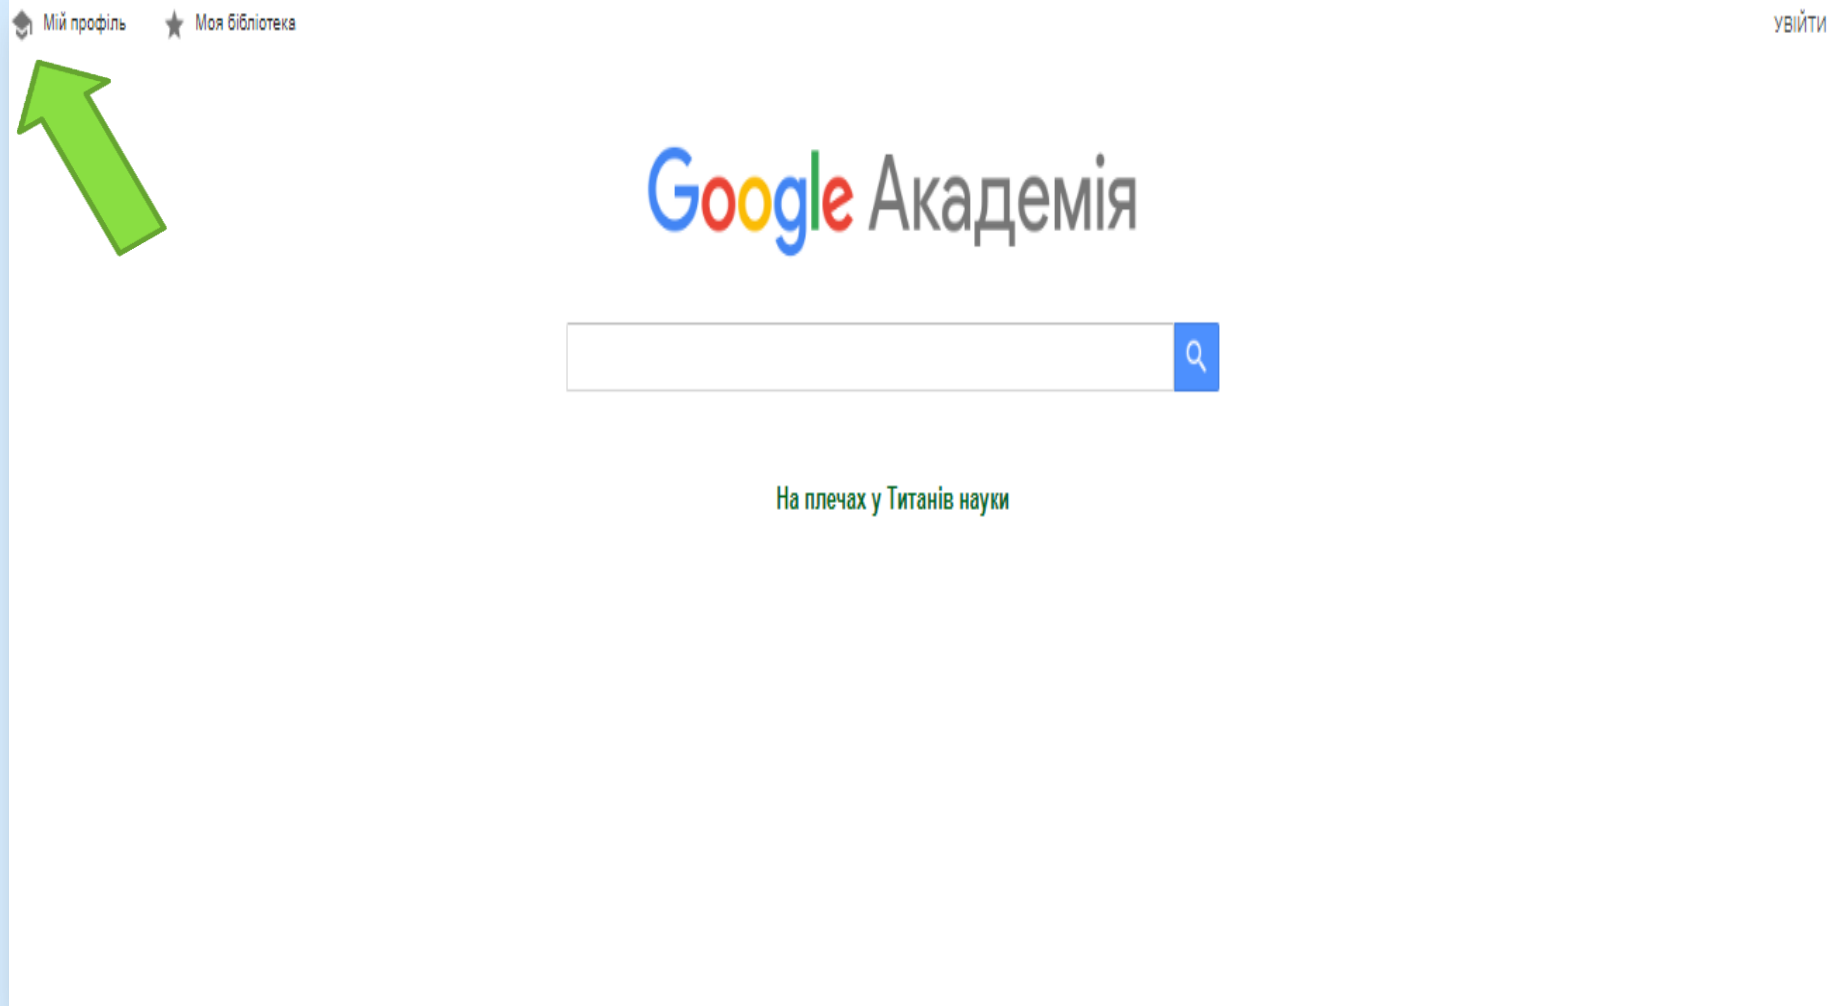 Мій профіль
Моя бібліотека
УВІЙТИ
Google Академія
На плечах у Титанів науки